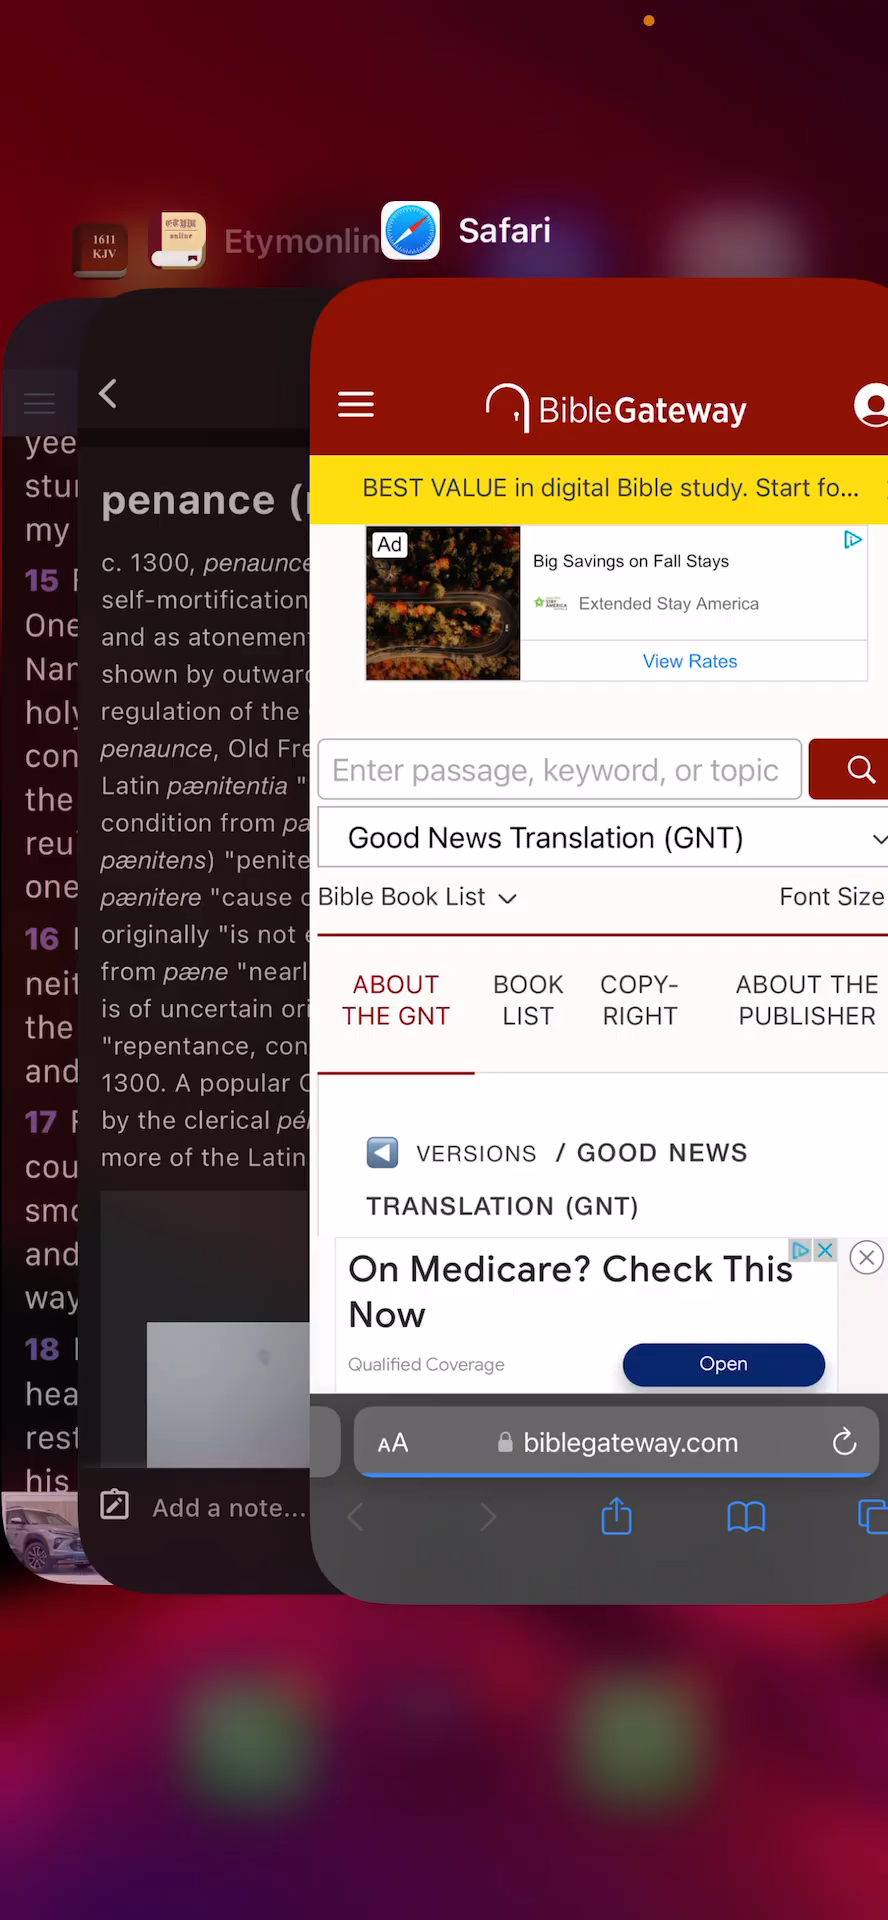 1611
KJV
Etymonlin
Safari
yee
stu
my
15
One
Nar
holy
con
the
reu
one
16
neit
the
and
17
cou
smo
and
way
18
hea
rest
his
penance (
c. 1300, penaunce
self-mortification
and as atonement
shown by outward
regulation of the
penaunce, Old Fre
Latin pænitentia "
condition from pa
pænitens) "penite
pænitere "cause o
originally "is not e
from pæne "nearl
is of uncertain ori
"repentance, con
1300. A popular
by the clerical pé
more of the Latin
Add a note...
BibleGateway
BEST VALUE in digital Bible study. Start fo...
Ad
Big Savings on Fall Stays
Extended Stay America
View Rates
Enter passage, keyword, or topic
Good News Translation (GNT)
Bible Book List
Font Size
ABOUT THE GNT
BOOK LIST
COPY-RIGHT
ABOUT THE PUBLISHER
VERSIONS / GOOD NEWS
TRANSLATION (GNT)
On Medicare? Check This
Now
Qualified Coverage
Open
AA
biblegateway.com